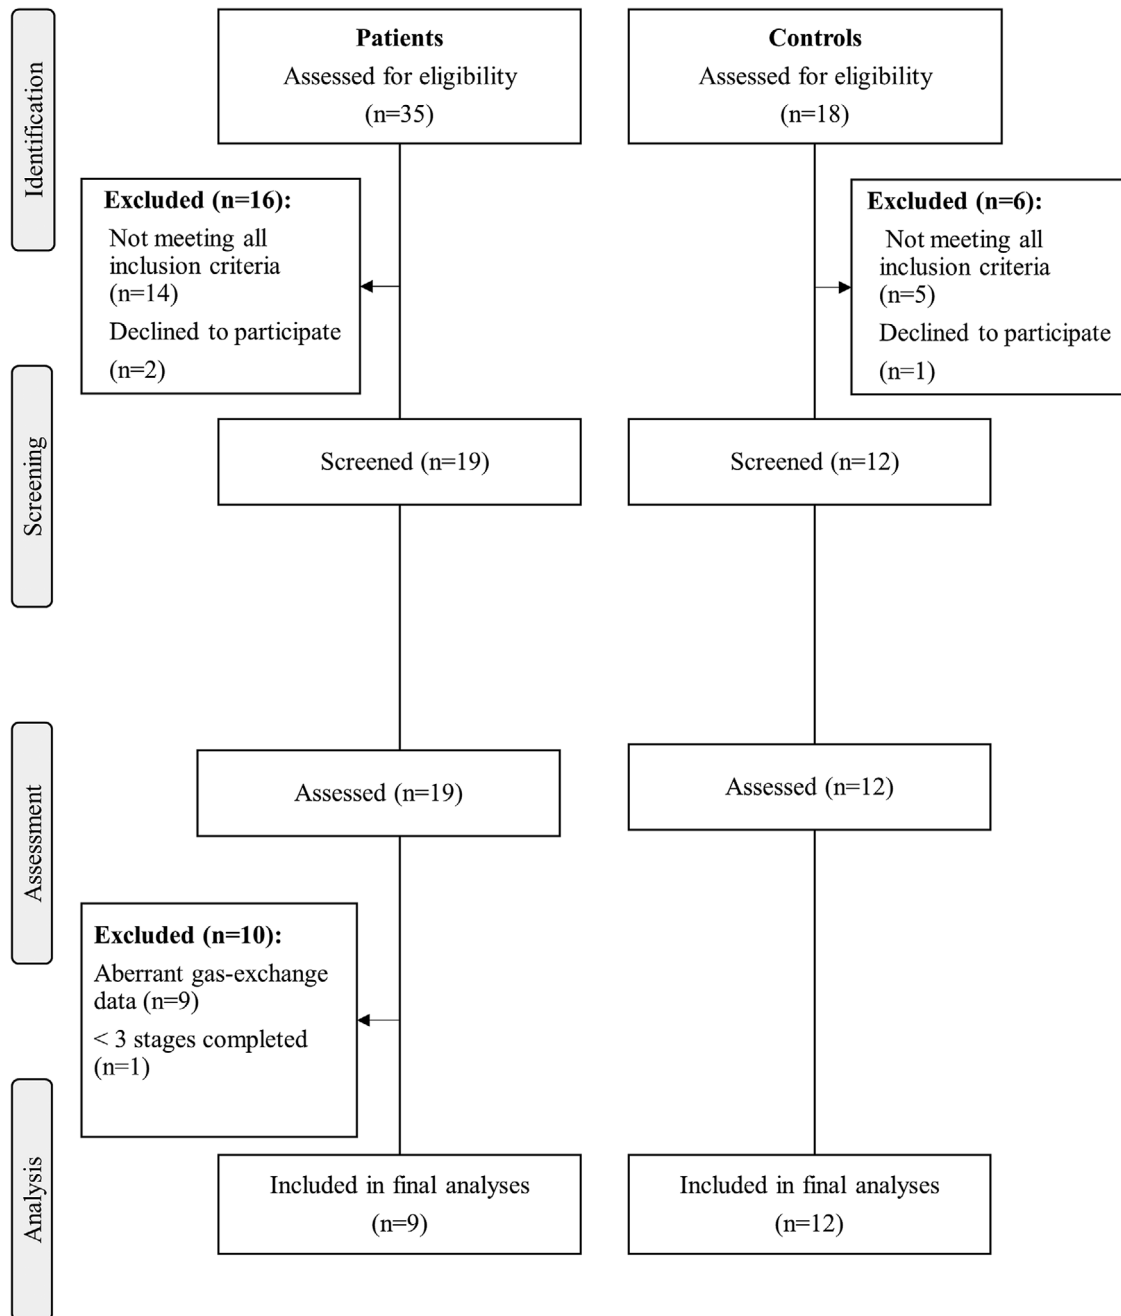 Identification
Patients
Assessed for eligibility
(n=35)
Controls
Assessed for eligibility
(n=18)
Excluded (n=16):
Not meeting all
inclusion criteria
(n=14)
Declined to participate
(n=2)
Excluded (n=6):
Not meeting all
inclusion criteria
(n=5)
Declined to participate
(n=1)
Screening
Screened (n=19)
Screened (n=12)
Assessment
Assessed (n=19)
Assessed (n=12)
Excluded (n=10):
Aberrant gas-exchange
data (n=9)
< 3 stages completed
(n=1)
Analysis
Included in final analyses
(n=9)
Included in final analyses
(n=12)